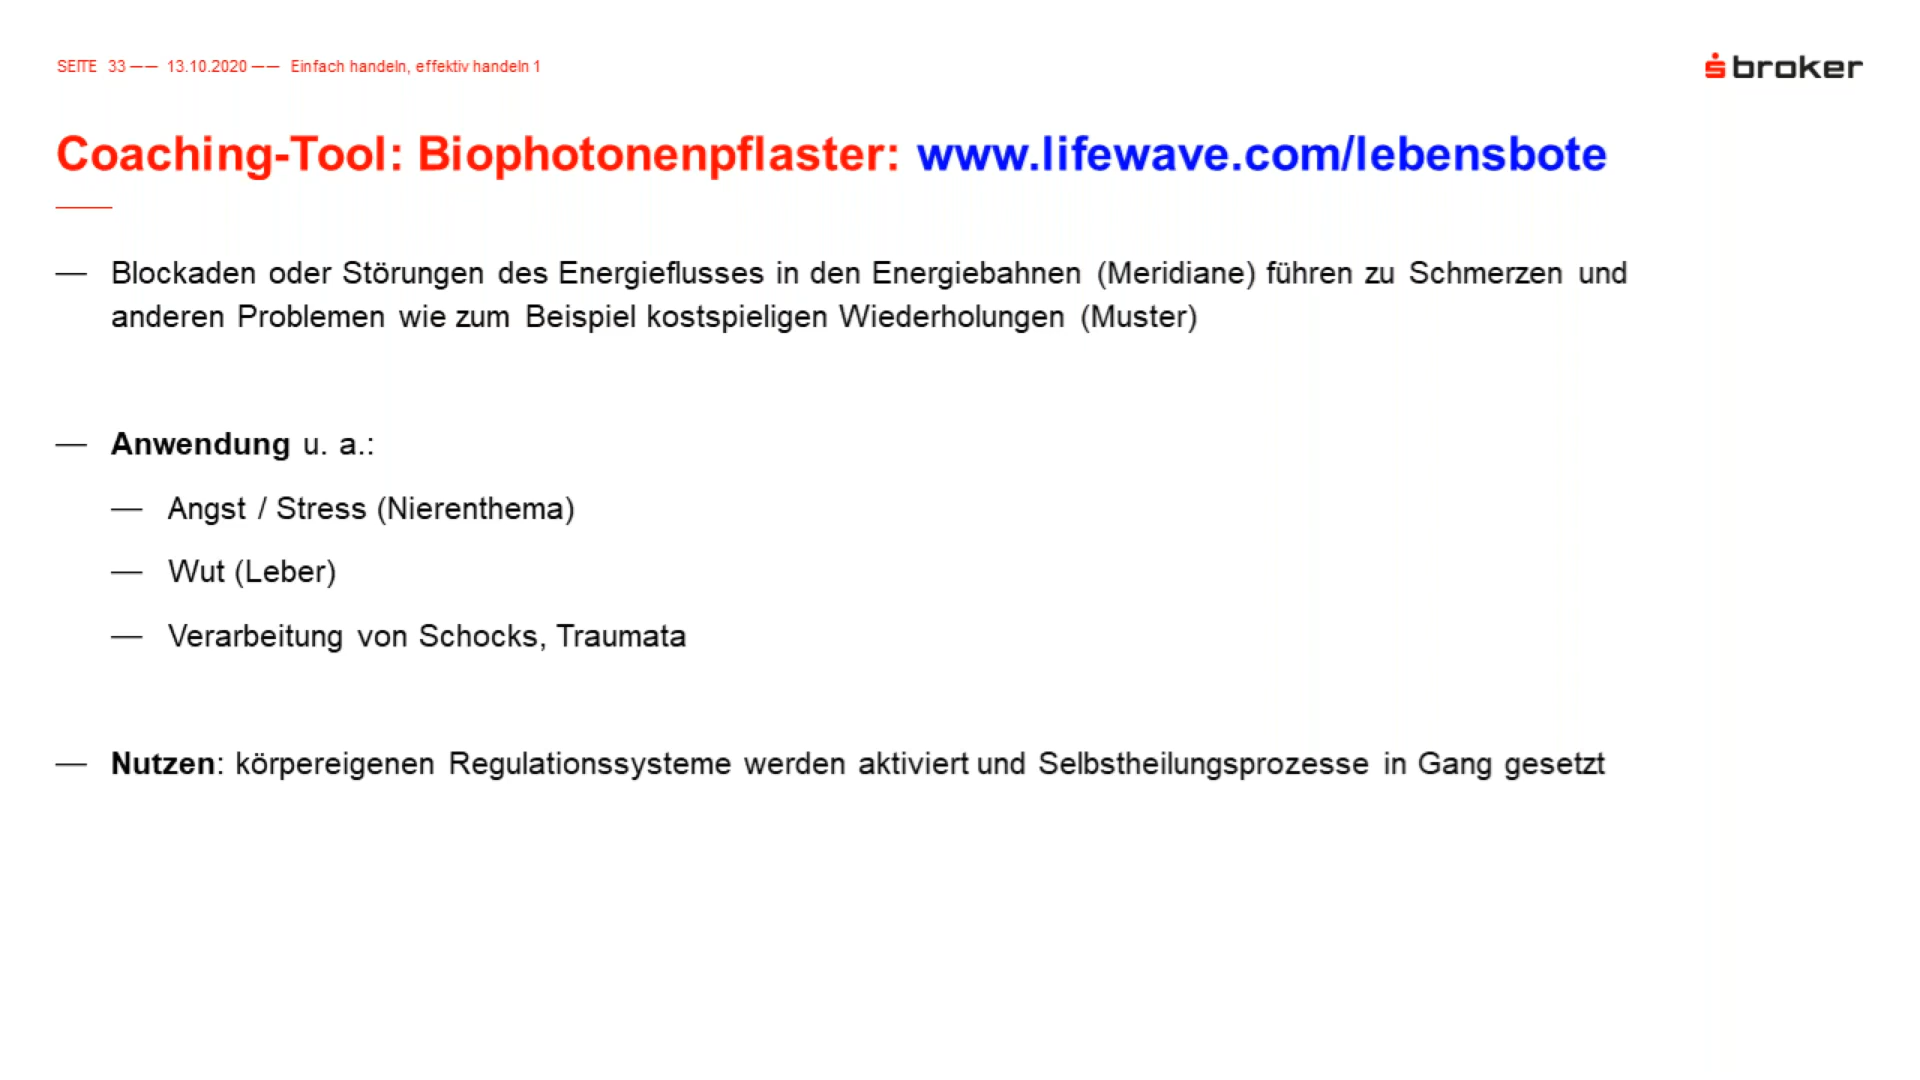 SEITE 33 —— 13.10.2020 —— Einfach handeln, effektiv handeln 1
broker
Coaching-Tool: Biophotonenpflaster: www.lifewave.com/lebensbote
— Blockaden oder Störungen des Energieflusses in den Energiebahnen (Meridiane) führen zu Schmerzen und
anderen Problemen wie zum Beispiel kostspieligen Wiederholungen (Muster)
— Anwendung u. a.:
— Angst / Stress (Nierenthema)
— Wut (Leber)
— Verarbeitung von Schocks, Traumata
— Nutzen: körpereigenen Regulationssysteme werden aktiviert und Selbstheilungsprozesse in Gang gesetzt